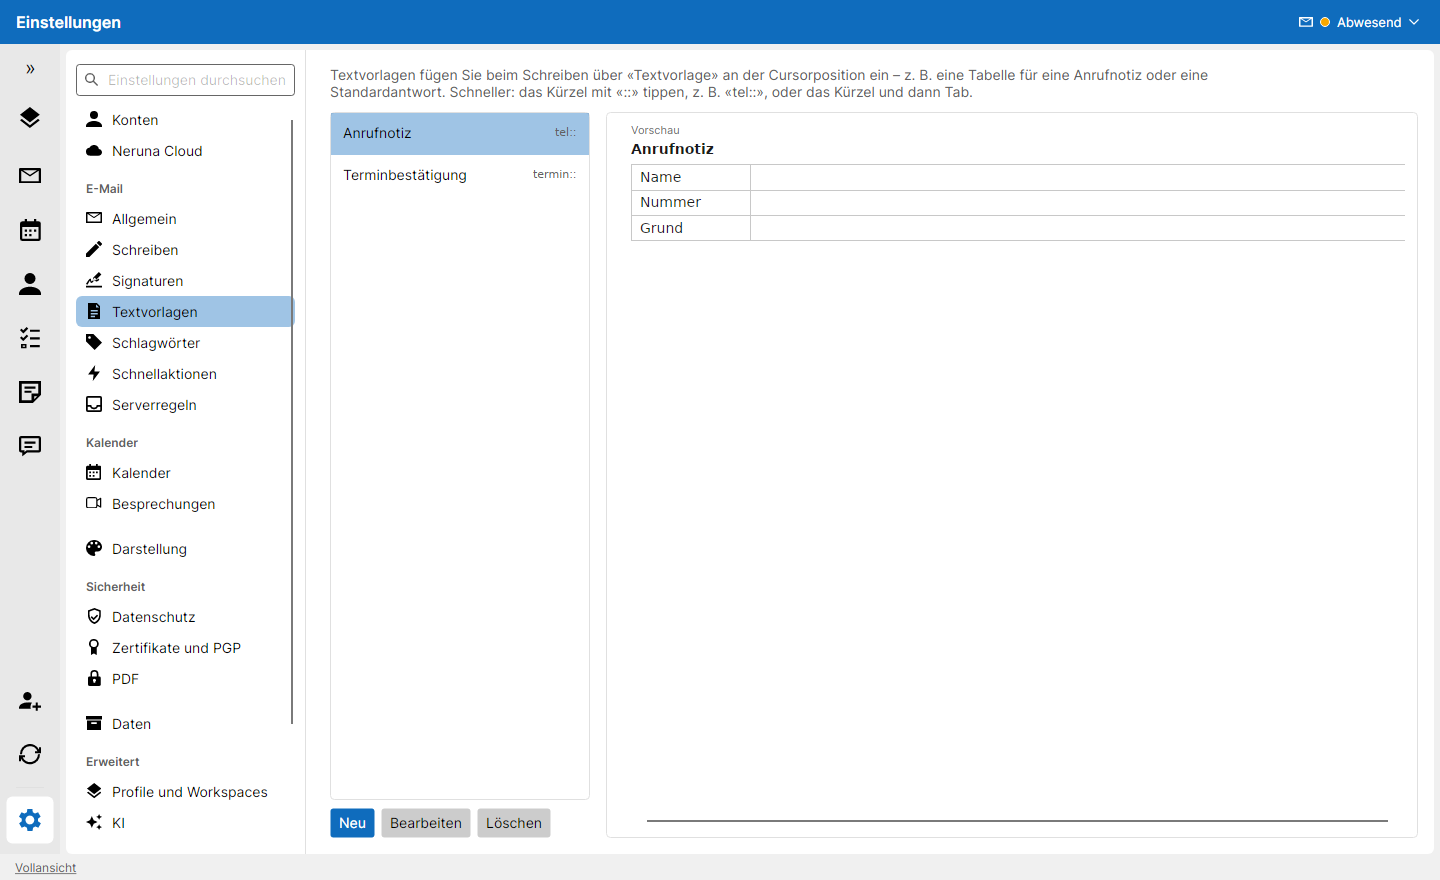 Einstellungen
Abwesend
»
Einstellungen durchsuchen
Konten
Neruna Cloud
E-Mail
Allgemein
Schreiben
Signaturen
Textvorlagen
Schlagwörter
Schnellaktionen
Serverregeln
Kalender
Kalender
Besprechungen
Darstellung
Sicherheit
Datenschutz
Zertifikate und PGP
PDF
Daten
Erweitert
Profile und Workspaces
KI
Textvorlagen fügen Sie beim Schreiben über «Textvorlage» an der Cursorposition ein – z. B. eine Tabelle für eine Anrufnotiz oder eine
Standardantwort. Schneller: das Kürzel mit «::» tippen, z. B. «tel::», oder das Kürzel und dann Tab.
Anrufnotiz tel::
Terminbestätigung termin::
Neu Bearbeiten Löschen
Vorschau
Anrufnotiz
Name
Nummer
Grund
Vollansicht